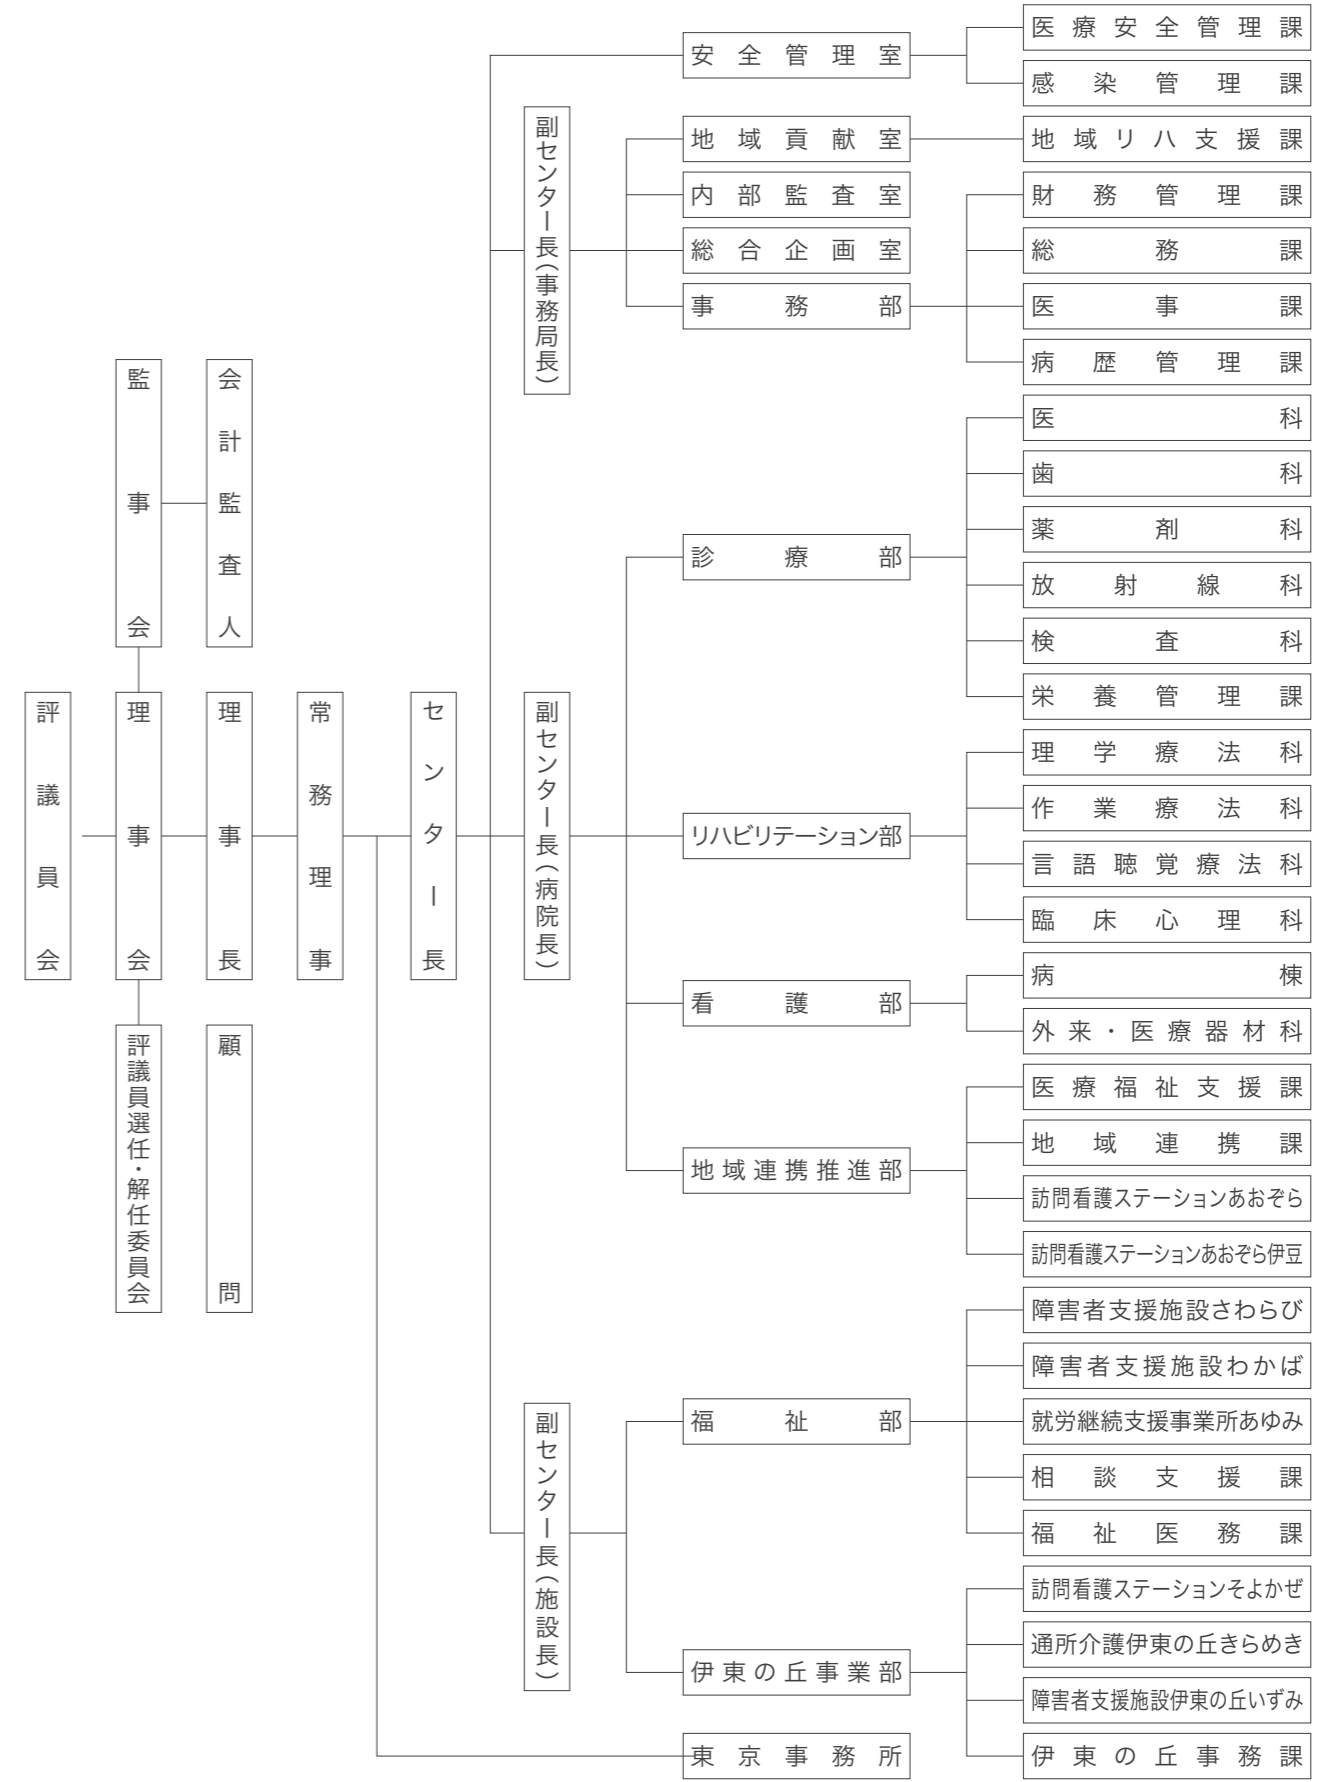 評議員会
監事会
会計監査人
理事会
理事長
常務理事
センター長
評議員選任・解任委員会
顧問
副センター長(事務局長)
副センター長(病院長)
副センター長(施設長)
安全管理室
医療安全管理課
感染管理課
地域貢献室
地域リハ支援課
内部監査室
総合企画室
事務部
財務管理課
総務課
医事課
病歴管理課
診療部
医科
歯科
薬剤科
放射線科
検査科
栄養管理課
リハビリテーション部
理学療法科
作業療法科
言語聴覚療法科
臨床心理科
看護部
病棟
外来・医療器材科
地域連携推進部
医療福祉支援課
地域連携課
訪問看護ステーションあおぞら
訪問看護ステーションあおぞら伊豆
福祉部
障害者支援施設さわらび
障害者支援施設わかば
就労継続支援事業所あゆみ
相談支援課
福祉医務課
伊東の丘事業部
訪問看護ステーションそよかぜ
通所介護伊東の丘きらめき
障害者支援施設伊東の丘いずみ
伊東の丘事務課
東京事務所